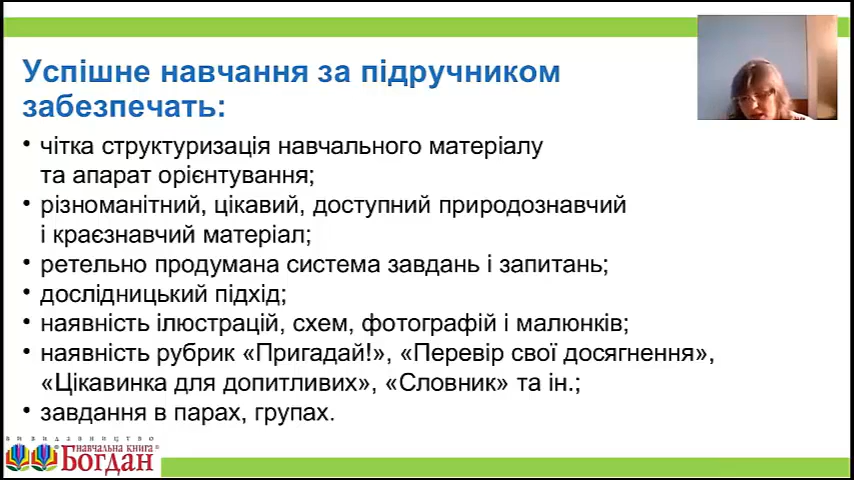 Успішне навчання за підручником
забезпечать:
• чітка структуризація навчального матеріалу
та апарат орієнтування;
• різноманітний, цікавий, доступний природознавчий
і краєзнавчий матеріал;
• ретельно продумана система завдань і запитань;
• дослідницький підхід;
• наявність ілюстрацій, схем, фотографій і малюнків;
• наявність рубрик «Пригадай!», «Перевір свої досягнення»,
«Цікавинка для допитливих», «Словник» та ін.;
• завдання в парах, групах.
видавництво
навчальна книга
Богдан